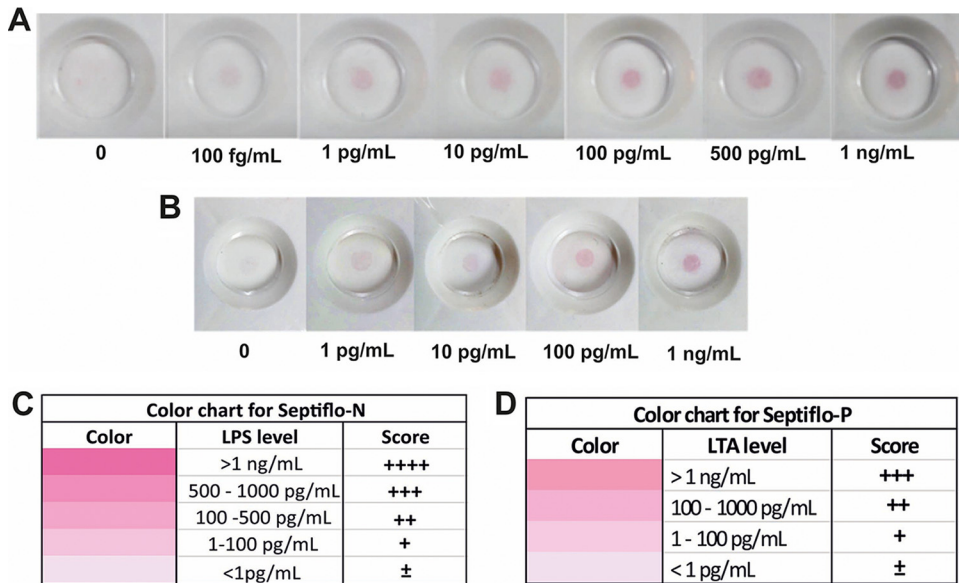 A
0 100 fg/mL 1 pg/mL 10 pg/mL 100 pg/mL 500 pg/mL 1 ng/mL
B
0 1 pg/mL 10 pg/mL 100 pg/mL 1 ng/mL
C
Color chart for Septiflo-N
Color LPS level Score
>1 ng/mL ++++
500 - 1000 pg/mL +++
100 -500 pg/mL ++
1-100 pg/mL +
<1pg/mL ±
D
Color chart for Septiflo-P
Color LTA level Score
> 1 ng/mL +++
100 - 1000 pg/mL ++
1 - 100 pg/mL +
< 1 pg/mL ±